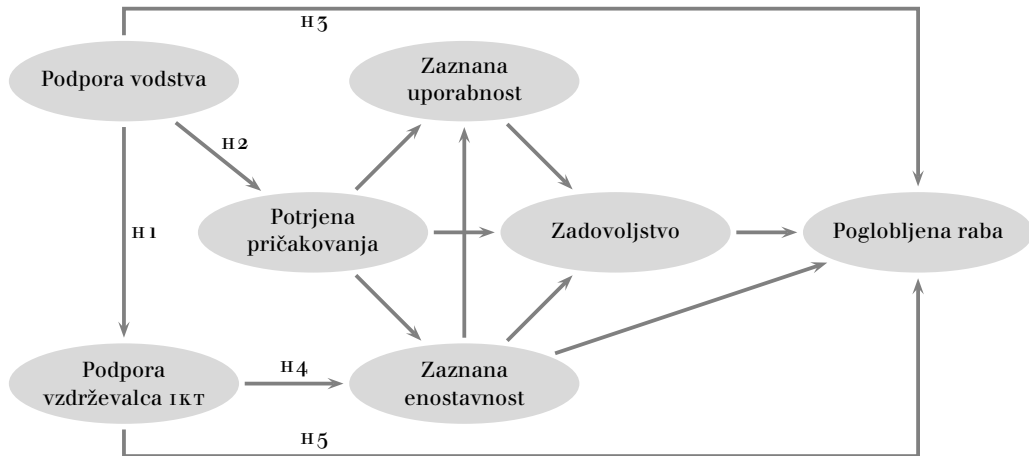 H3
Podpora vodstva
Zaznana
uporabnost
H2
Potrjena
pričakovanja
Zadovoljstvo
Poglobljena raba
H1
Podpora
vzdrževalca IKT
H4
Zaznana
enostavnost
H5